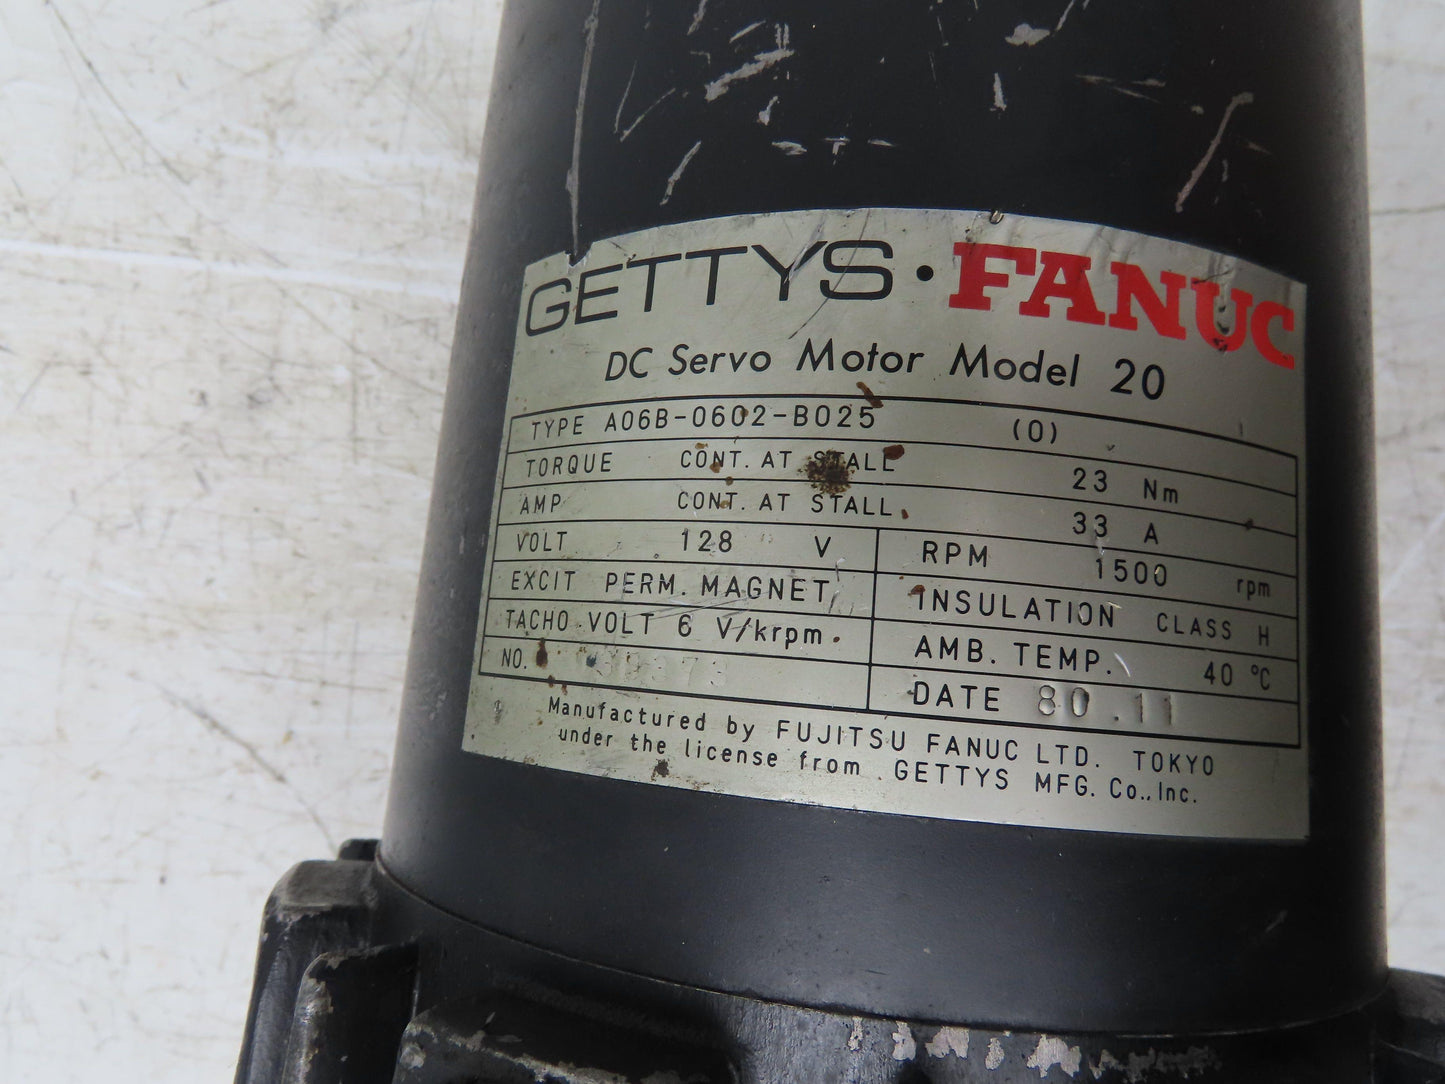 GETTYS · FANUC
DC Servo Motor Model 20
TYPE A06B-0602-B025 (0)
TORQUE CONT. AT STALL 23 Nm
AMP CONT. AT STALL 33 A
VOLT 128 V RPM 1500 rpm
EXCIT PERM. MAGNET INSULATION CLASS H
TACHO VOLT 6 V/krpm AMB. TEMP. 40 °C
NO. DATE 80.11
Manufactured by FUJITSU FANUC LTD. TOKYO
under the license from GETTYS MFG. Co., Inc.